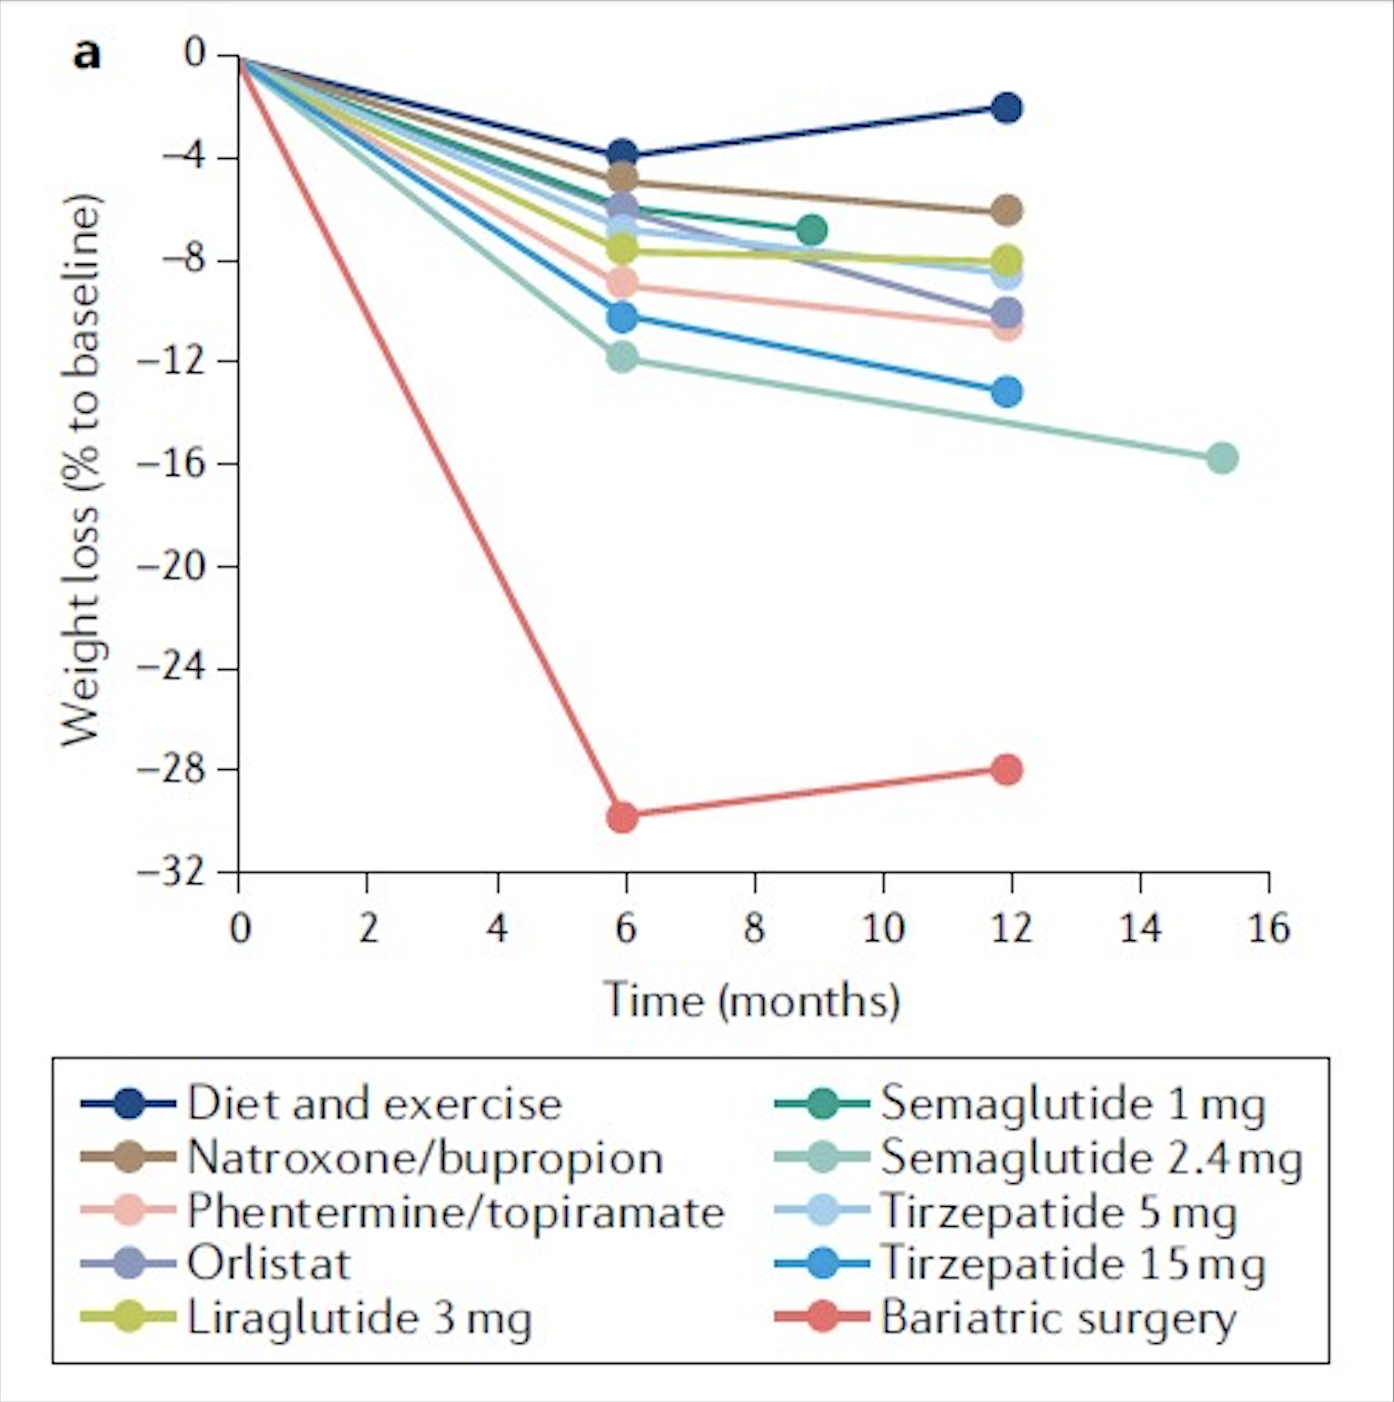 a
Weight loss (% to baseline)
0
−4
−8
−12
−16
−20
−24
−28
−32
0 2 4 6 8 10 12 14 16
Time (months)
Diet and exercise
Natroxone/bupropion
Phentermine/topiramate
Orlistat
Liraglutide 3 mg
Semaglutide 1 mg
Semaglutide 2.4 mg
Tirzepatide 5 mg
Tirzepatide 15 mg
Bariatric surgery